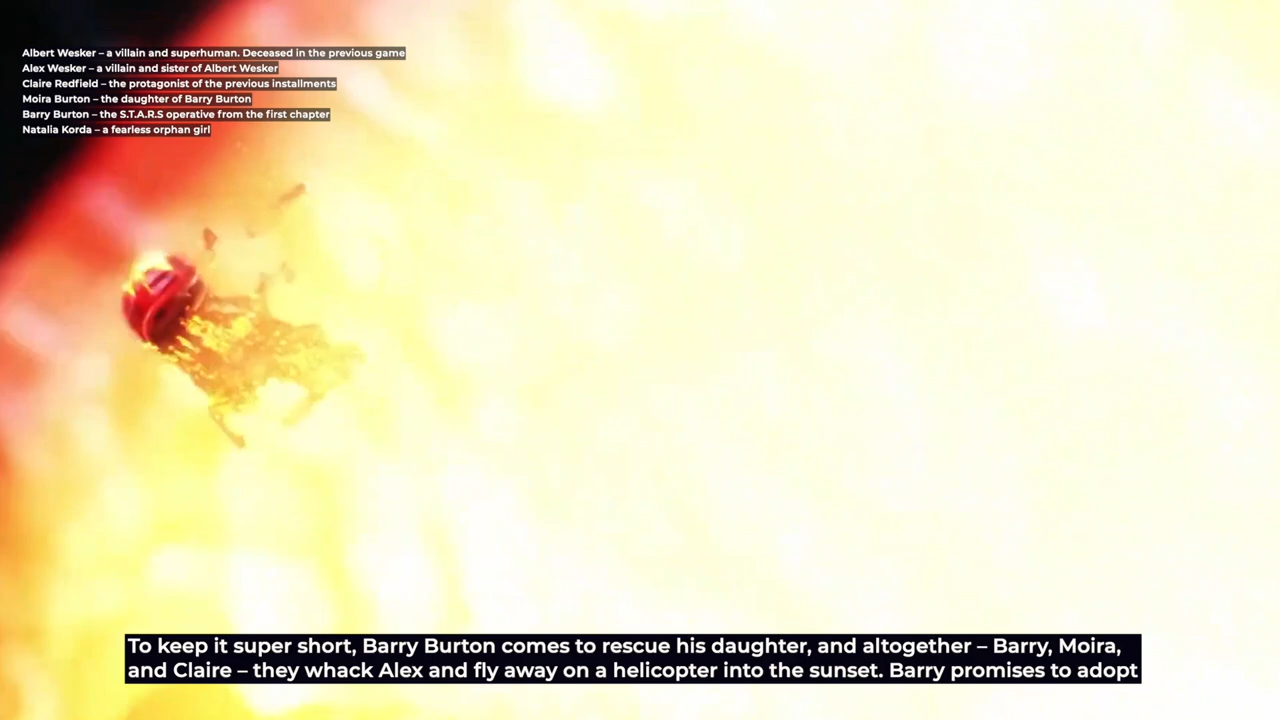 Albert Wesker – a villain and superhuman. Deceased in the previous game
Alex Wesker – a villain and sister of Albert Wesker
Claire Redfield – the protagonist of the previous installments
Moira Burton – the daughter of Barry Burton
Barry Burton – the S.T.A.R.S operative from the first chapter
Natalia Korda – a fearless orphan girl
To keep it super short, Barry Burton comes to rescue his daughter, and altogether – Barry, Moira,
and Claire – they whack Alex and fly away on a helicopter into the sunset. Barry promises to adopt